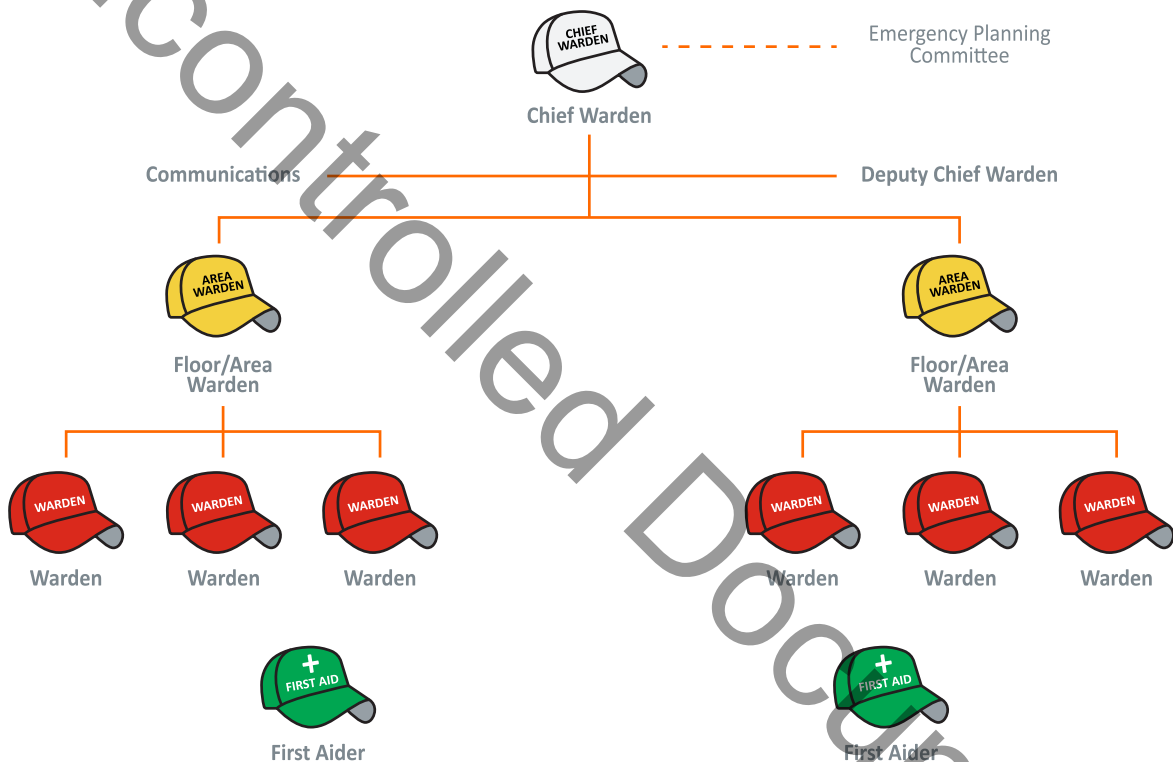 CHIEF
WARDEN
Emergency Planning
Committee
Chief Warden
Communications
Deputy Chief Warden
AREA
WARDEN
AREA
WARDEN
Floor/Area
Warden
Floor/Area
Warden
WARDEN
WARDEN
WARDEN
WARDEN
WARDEN
WARDEN
Warden
Warden
Warden
Warden
Warden
Warden
FIRST AID
FIRST AID
First Aider
First Aider